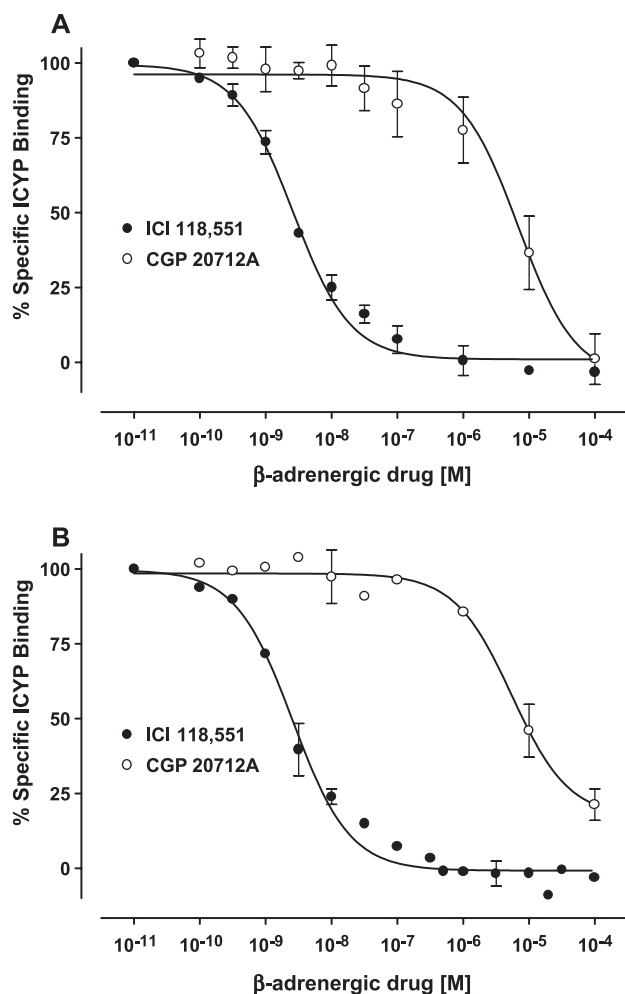 A
% Specific ICYP Binding
100
75
50
25
0
ICI 118,551
CGP 20712A
10-11 10-10 10-9 10-8 10-7 10-6 10-5 10-4
β-adrenergic drug [M]
B
% Specific ICYP Binding
100
75
50
25
0
ICI 118,551
CGP 20712A
10-11 10-10 10-9 10-8 10-7 10-6 10-5 10-4
β-adrenergic drug [M]